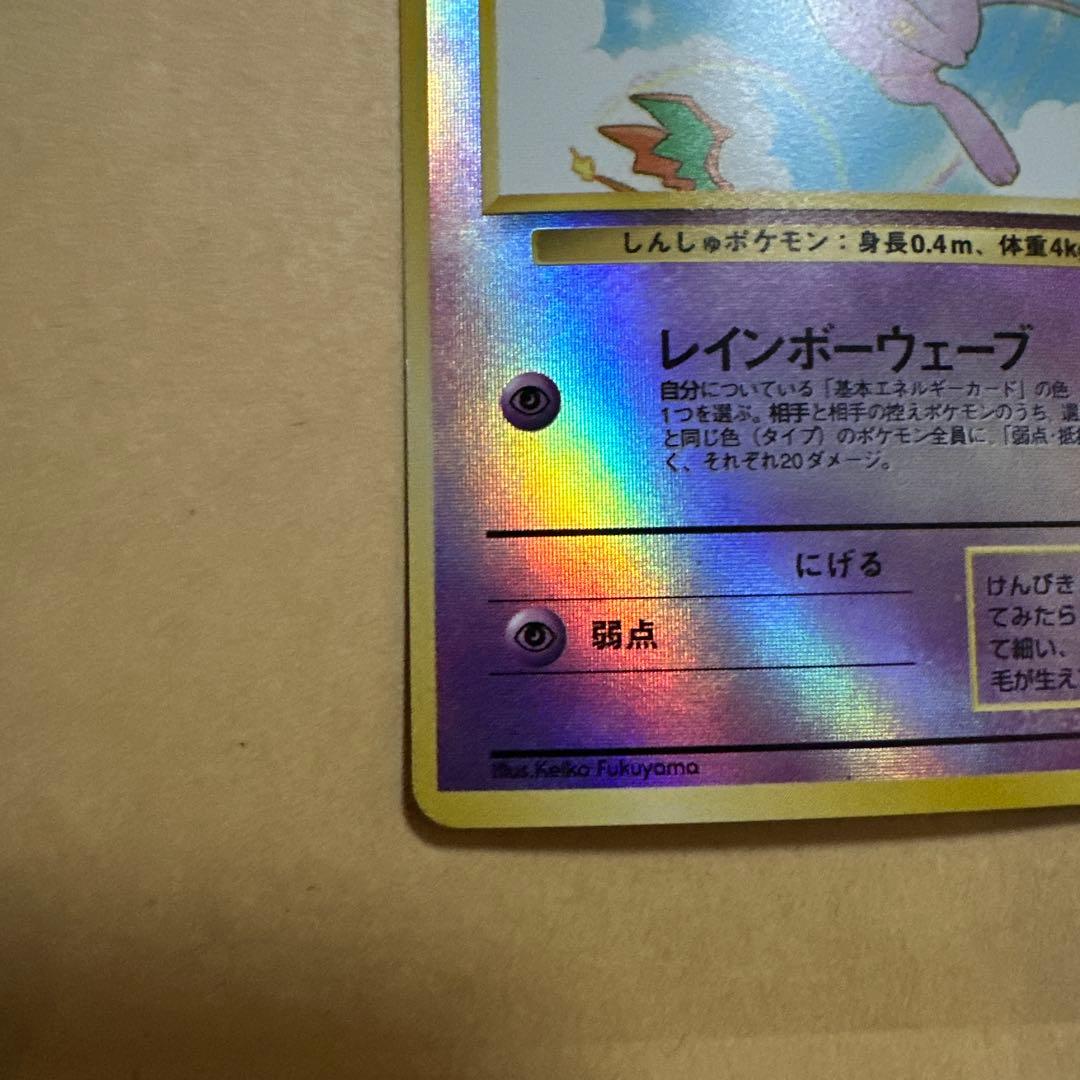 しんしゅポケモン：身長0.4m、体重4kg
レインボーウェーブ
自分についている「基本エネルギーカード」の色
1つを選ぶ。相手と相手の控えポケモンのうち、選
と同じ色（タイプ）のポケモン全員に、「弱点・抵抗
く、それぞれ20ダメージ。
にげる
弱点
けんびき
てみたら
て細い、
毛が生え
Illus.Keiko Fukuyama